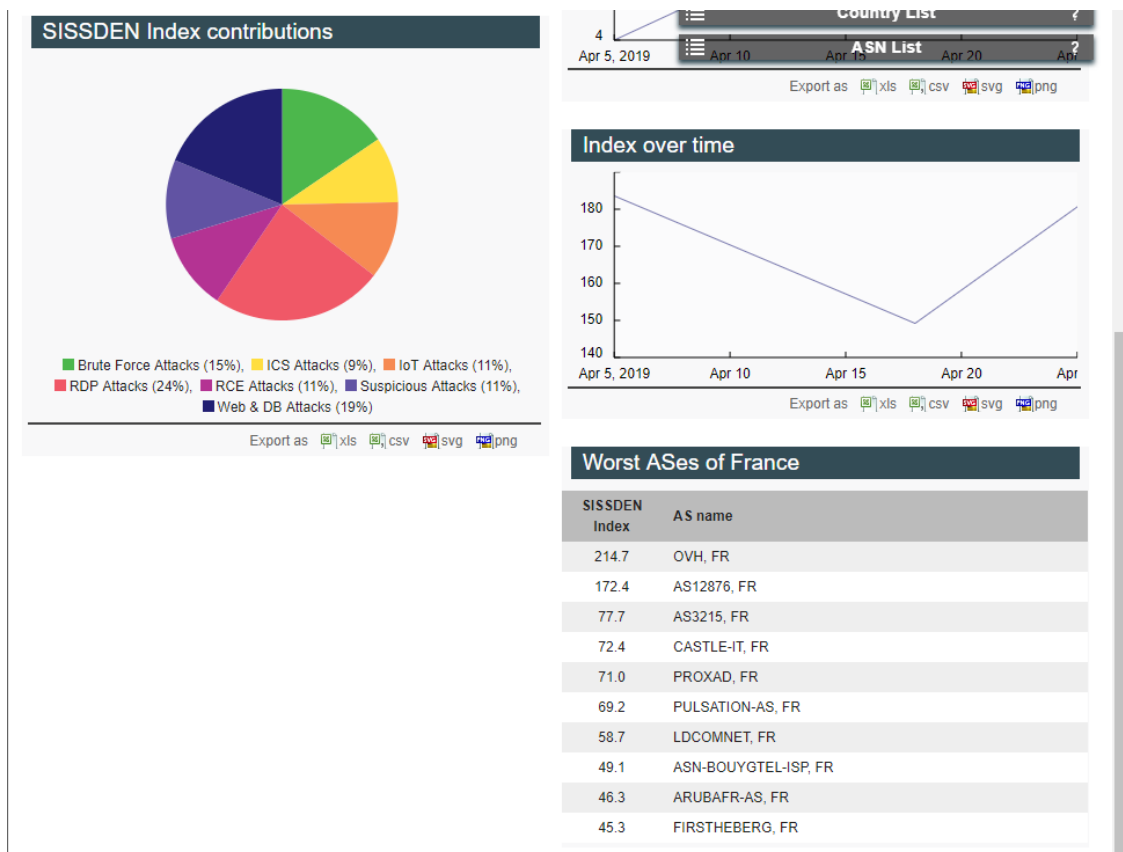 SISSDEN Index contributions
Brute Force Attacks (15%), ICS Attacks (9%), IoT Attacks (11%),
RDP Attacks (24%), RCE Attacks (11%), Suspicious Attacks (11%),
Web & DB Attacks (19%)
Export as xls csv svg png
Country List ?
ASN List ?
4
Apr 5, 2019 Apr 10 Apr 15 Apr 20 Apr
Export as xls csv svg png
Index over time
180
170
160
150
140
Apr 5, 2019 Apr 10 Apr 15 Apr 20 Apr
Export as xls csv svg png
Worst ASes of France
SISSDEN Index AS name
214.7 OVH, FR
172.4 AS12876, FR
77.7 AS3215, FR
72.4 CASTLE-IT, FR
71.0 PROXAD, FR
69.2 PULSATION-AS, FR
58.7 LDCOMNET, FR
49.1 ASN-BOUYGTEL-ISP, FR
46.3 ARUBAFR-AS, FR
45.3 FIRSTHEBERG, FR